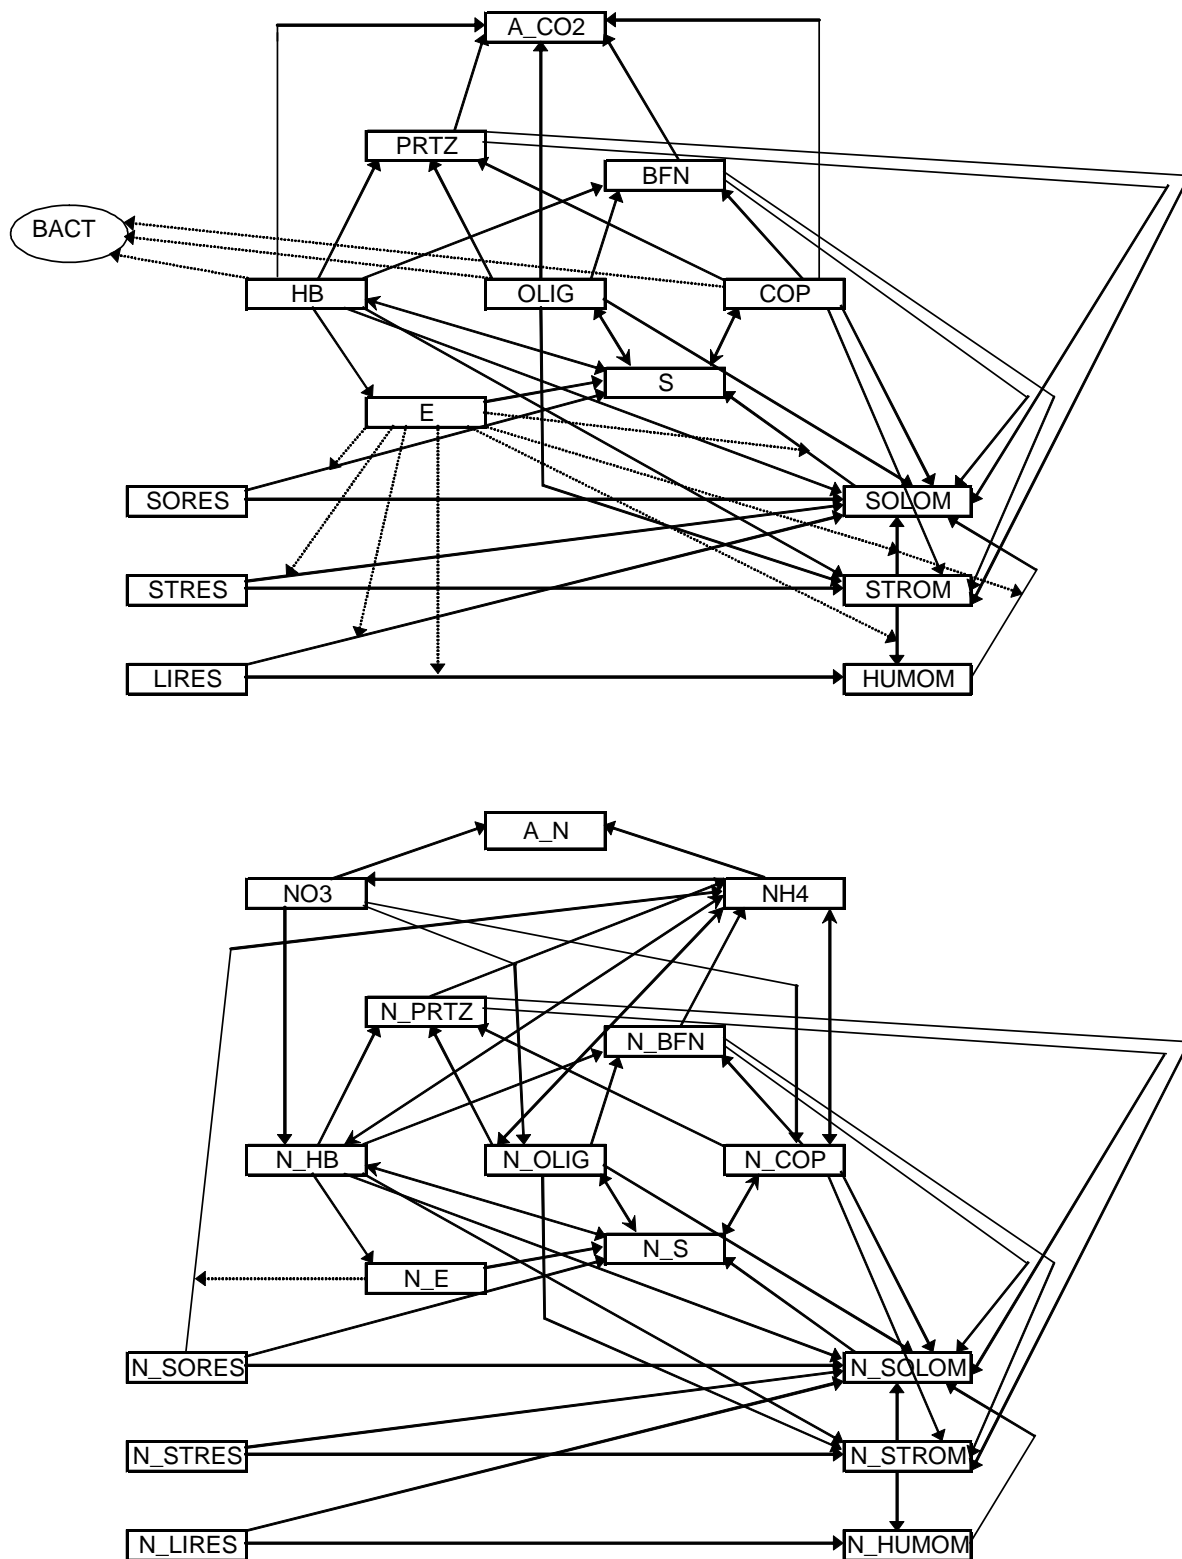 A_CO2
PRTZ
BFN
BACT
HB
OLIG
COP
S
E
SORES
SOLOM
STRES
STROM
LIRES
HUMOM
A_N
NO3
NH4
N_PRTZ
N_BFN
N_HB
N_OLIG
N_COP
N_S
N_E
N_SORES
N_SOLOM
N_STRES
N_STROM
N_LIRES
N_HUMOM